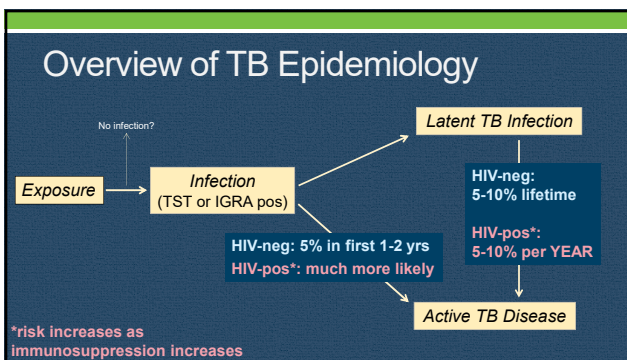 Overview of TB Epidemiology
No infection?
Latent TB Infection
Exposure
Infection
(TST or IGRA pos)
HIV-neg:
5-10% lifetime
HIV-pos*:
5-10% per YEAR
HIV-neg: 5% in first 1-2 yrs
HIV-pos*: much more likely
Active TB Disease
*risk increases as
immunosuppression increases